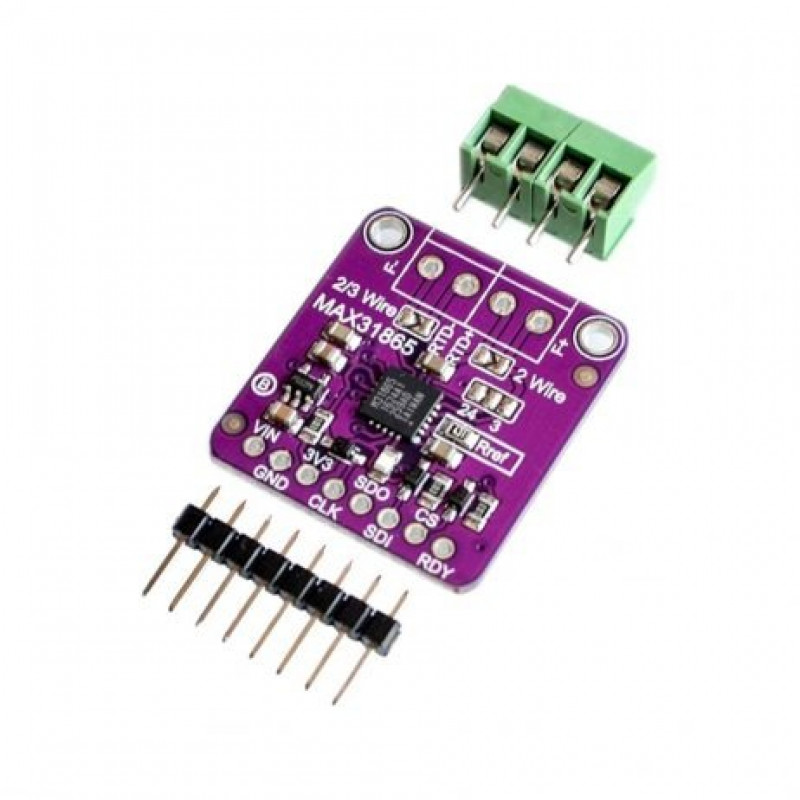 F-
F+
2/3 Wire
RTD-
RTD+
MAX31865
2 Wire
24 3
B
Rref
VIN
3V3
SDO
CS
GND
CLK
SDI
RDY